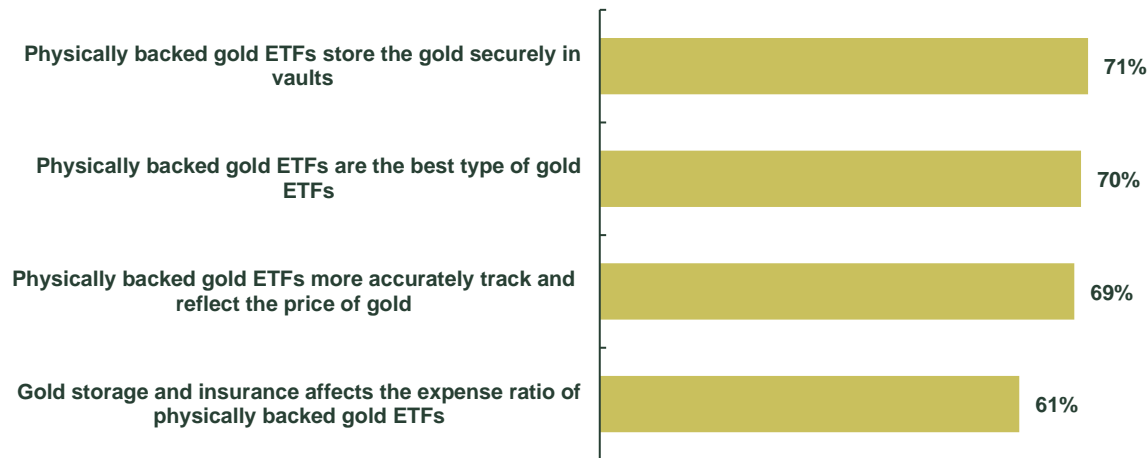 Physically backed gold ETFs store the gold securely in
vaults
71%
Physically backed gold ETFs are the best type of gold
ETFs
70%
Physically backed gold ETFs more accurately track and
reflect the price of gold
69%
Gold storage and insurance affects the expense ratio of
physically backed gold ETFs
61%